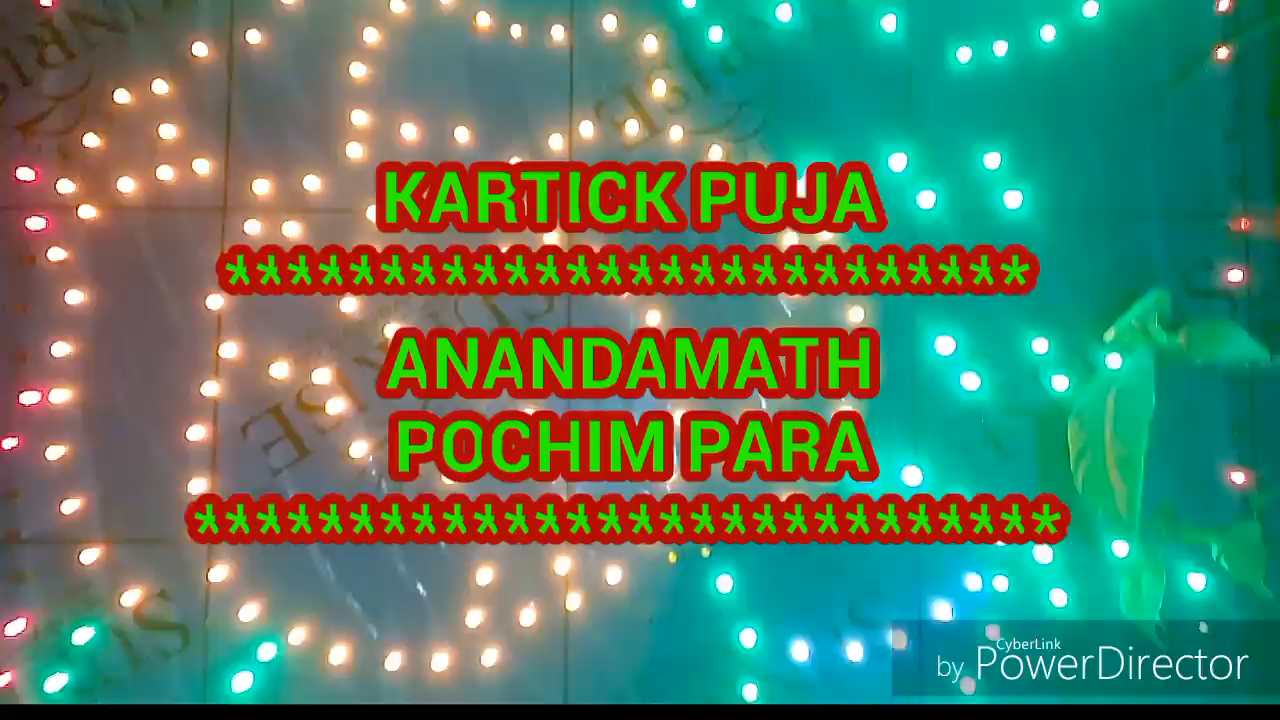 KARTICK PUJA
**************************
ANANDAMATH
POCHIM PARA
****************************
CyberLink
by PowerDirector